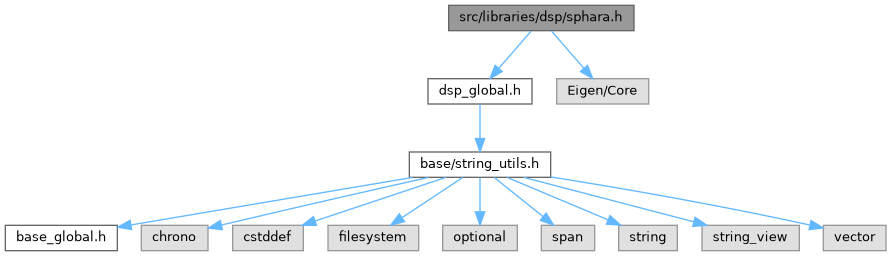 src/libraries/dsp/sphara.h
dsp_global.h
Eigen/Core
base/string_utils.h
base_global.h
chrono
cstddef
filesystem
optional
span
string
string_view
vector